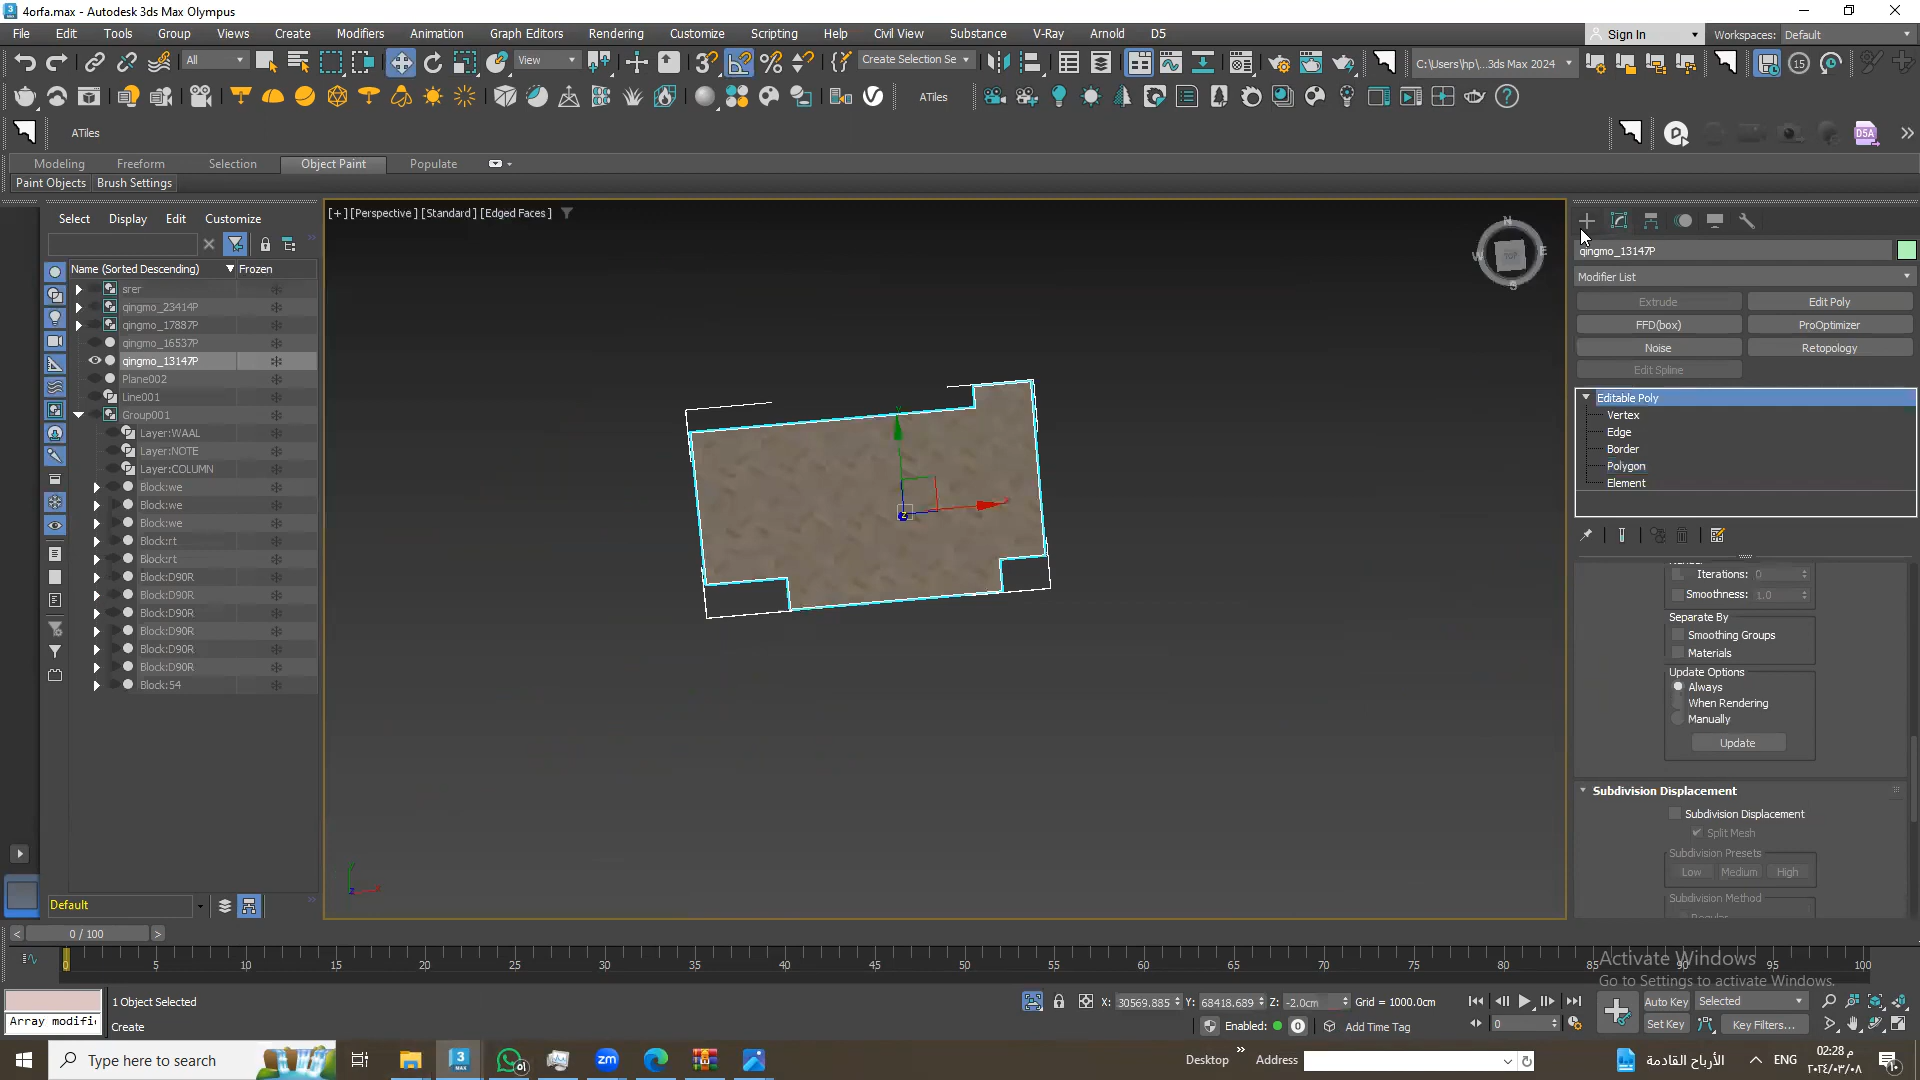 4orfa.max - Autodesk 3ds Max Olympus
File Edit Tools Group Views Create Modifiers Animation Graph Editors Rendering Customize Scripting Help Civil View Substance V-Ray Arnold D5
Sign In Workspaces: Default
All View Create Selection Se C:\Users\hp\...3ds Max 2024
ATiles
15
ATiles
D5A
Modeling Freeform Selection Object Paint Populate
Paint Objects Brush Settings
Select Display Edit Customize
Name (Sorted Descending) Frozen
srer
qingmo_23414P
qingmo_17887P
qingmo_16537P
qingmo_13147P
Plane002
Line001
Group001
Layer:WAAL
Layer:NOTE
Layer:COLUMN
Block:we
Block:we
Block:we
Block:rt
Block:rt
Block:D90R
Block:D90R
Block:D90R
Block:D90R
Block:D90R
Block:D90R
Block:54
Default
[+] [Perspective] [Standard] [Edged Faces]
N
W TOP E
S
qingmo_13147P
Modifier List
Extrude Edit Poly
FFD(box) ProOptimizer
Noise Retopology
Edit Spline
Editable Poly
Vertex
Edge
Border
Polygon
Element
Iterations: 0
Smoothness: 1.0
Separate By
Smoothing Groups
Materials
Update Options
Always
When Rendering
Manually
Update
Subdivision Displacement
Subdivision Displacement
Split Mesh
Subdivision Presets
Low Medium High
Subdivision Method
0 / 100
0 5 10 15 20 25 30 35 40 45 50 55 60 65 70 75 80 85 90 95 100
Activate Windows
Go to Settings to activate Windows.
1 Object Selected
Array modifi
Create
X: 30569.885 Y: 68418.689 Z: -2.0cm Grid = 1000.0cm
Enabled: 0 Add Time Tag
Auto Key Selected
0 Set Key Key Filters...
Type here to search
Desktop Address
الأرباح القادمة
ENG
02:28 م
٢٠٢٤/٠٣/٠٨